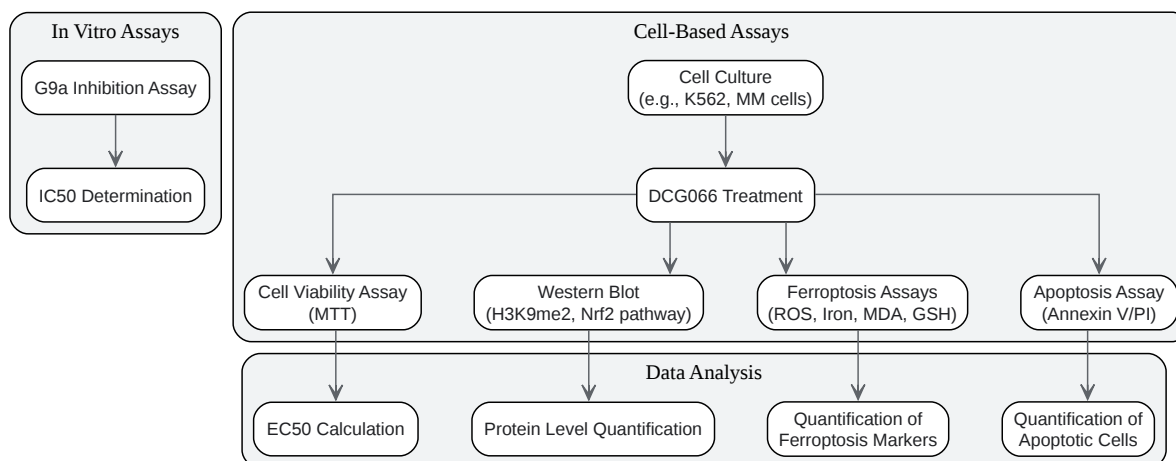 In Vitro Assays
G9a Inhibition Assay
IC50 Determination
Cell-Based Assays
Cell Culture
(e.g., K562, MM cells)
DCG066 Treatment
Cell Viability Assay
(MTT)
Western Blot
(H3K9me2, Nrf2 pathway)
Ferroptosis Assays
(ROS, Iron, MDA, GSH)
Apoptosis Assay
(Annexin V/PI)
Data Analysis
EC50 Calculation
Protein Level Quantification
Quantification of
Ferroptosis Markers
Quantification of
Apoptotic Cells